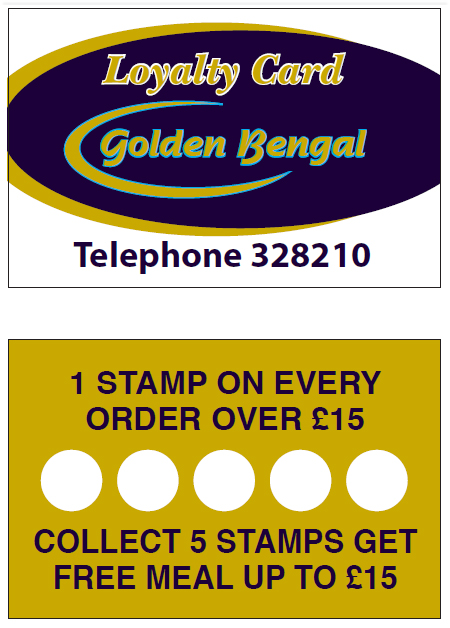 Loyalty Card
Golden Bengal
Telephone 328210
1 STAMP ON EVERY
ORDER OVER £15
COLLECT 5 STAMPS GET
FREE MEAL UP TO £15